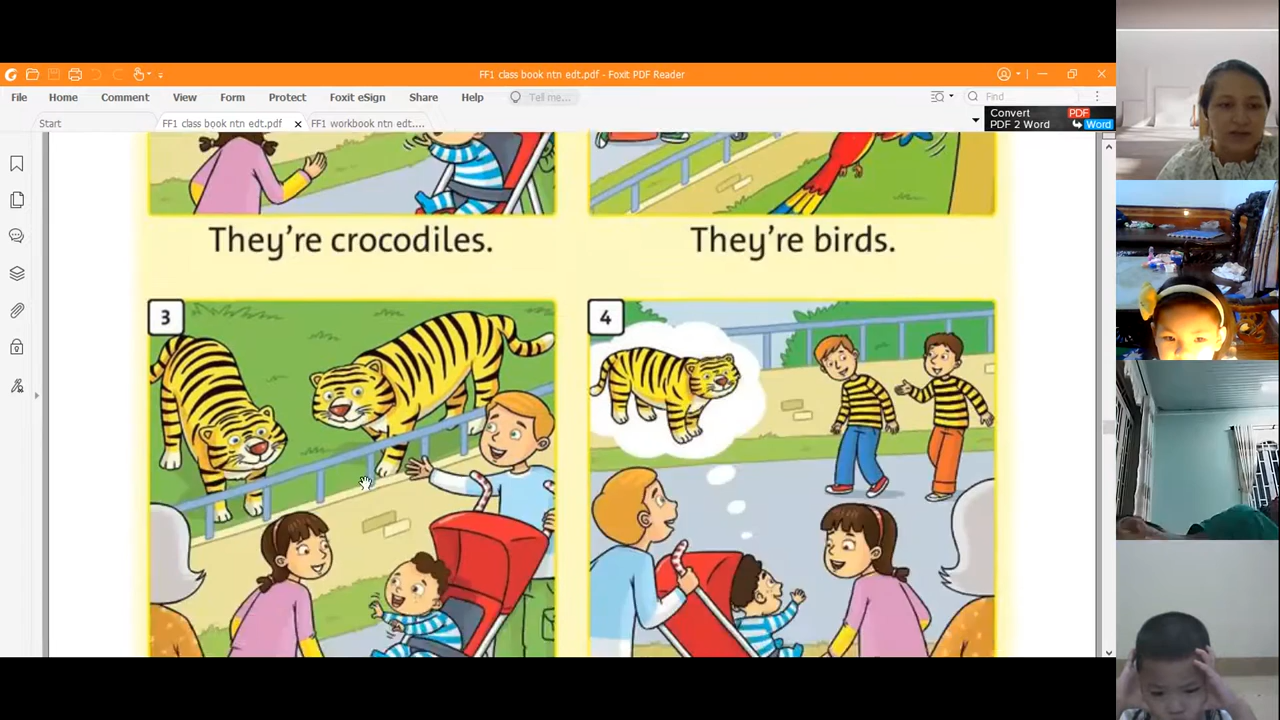 FF1 class book ntn edt.pdf - Foxit PDF Reader
File Home Comment View Form Protect Foxit eSign Share Help Tell me... Find
Start FF1 class book ntn edt.pdf FF1 workbook ntn edt....
Convert PDF
PDF 2 Word Word
They're crocodiles. They're birds.
3 4